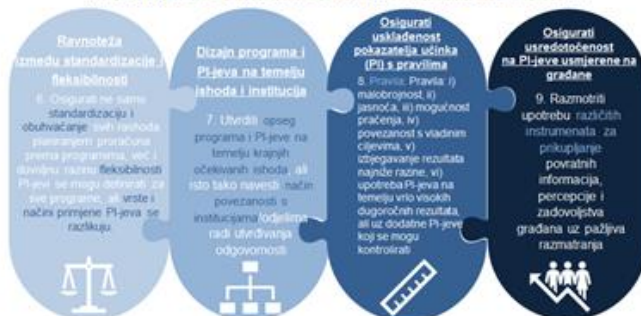 Ravnoteža
između standardizacije i
fleksibilnosti
6. Osigurati ne samo
standardizaciju i
obuhvaćanje svih rashoda
planiranjem proračuna
prema programima, već i
dovoljnu razinu fleksibilnosti
PI-jevi se mogu definirati za
sve programe, ali vrste i
načini primjene PI-jeva se
razlikuju.
Dizajn programa i
PI-jeva na temelju
ishoda i institucija
7. Utvrditi opseg
programa i PI-jeva na
temelju krajnjih
očekivanih ishoda, ali
isto tako navesti način
povezanosti s
institucijama/odjelima
radi utvrđivanja
odgovornosti
Osigurati
usklađenost
pokazatelja učinka
(PI) s pravilima
8. Pravila: Pravila: i)
malobrojnost, ii)
jasnoća, iii) mogućnost
praćenja, iv)
povezanost s vladinim
ciljevima, v)
izbjegavanje rezultata
najniže razine, vi)
upotreba PI-jeva na
temelju vrlo visokih
dugoročnih rezultata,
ali uz dodatne PI-jeve
koji se mogu
kontrolirati
Osigurati
usredotočenost
na PI-jeve usmjerene na
građane
9. Razmotriti
upotrebu različitih
instrumenata za
prikupljanje
povratnih
informacija,
percepcije i
zadovoljstva
građana uz pažljiva
razmatranja